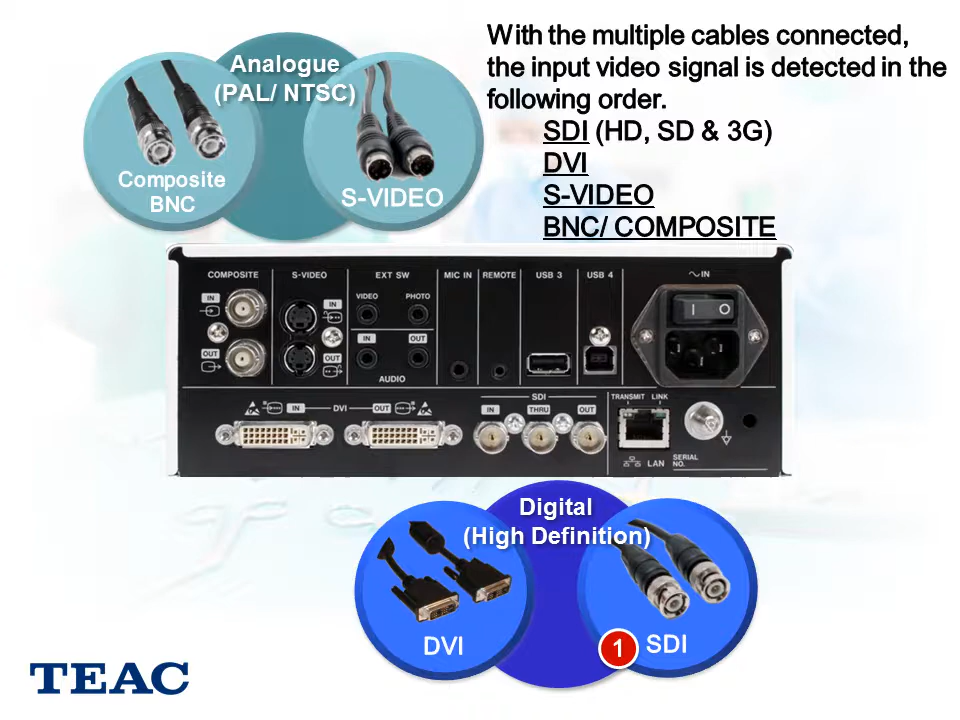 With the multiple cables connected,
the input video signal is detected in the
following order.
SDI (HD, SD & 3G)
DVI
S-VIDEO
BNC/ COMPOSITE
Analogue
(PAL/ NTSC)
Composite
BNC
S-VIDEO
COMPOSITE
S-VIDEO
EXT SW
MIC IN
REMOTE
USB 3
USB 4
IN
VIDEO
PHOTO
IN
IN
OUT
IN
OUT
OUT
AUDIO
I O
IN
DVI
OUT
SDI
IN
THRU
OUT
TRANSMIT
LINK
LAN
SERIAL
NO.
Digital
(High Definition)
DVI
1
SDI
TEAC